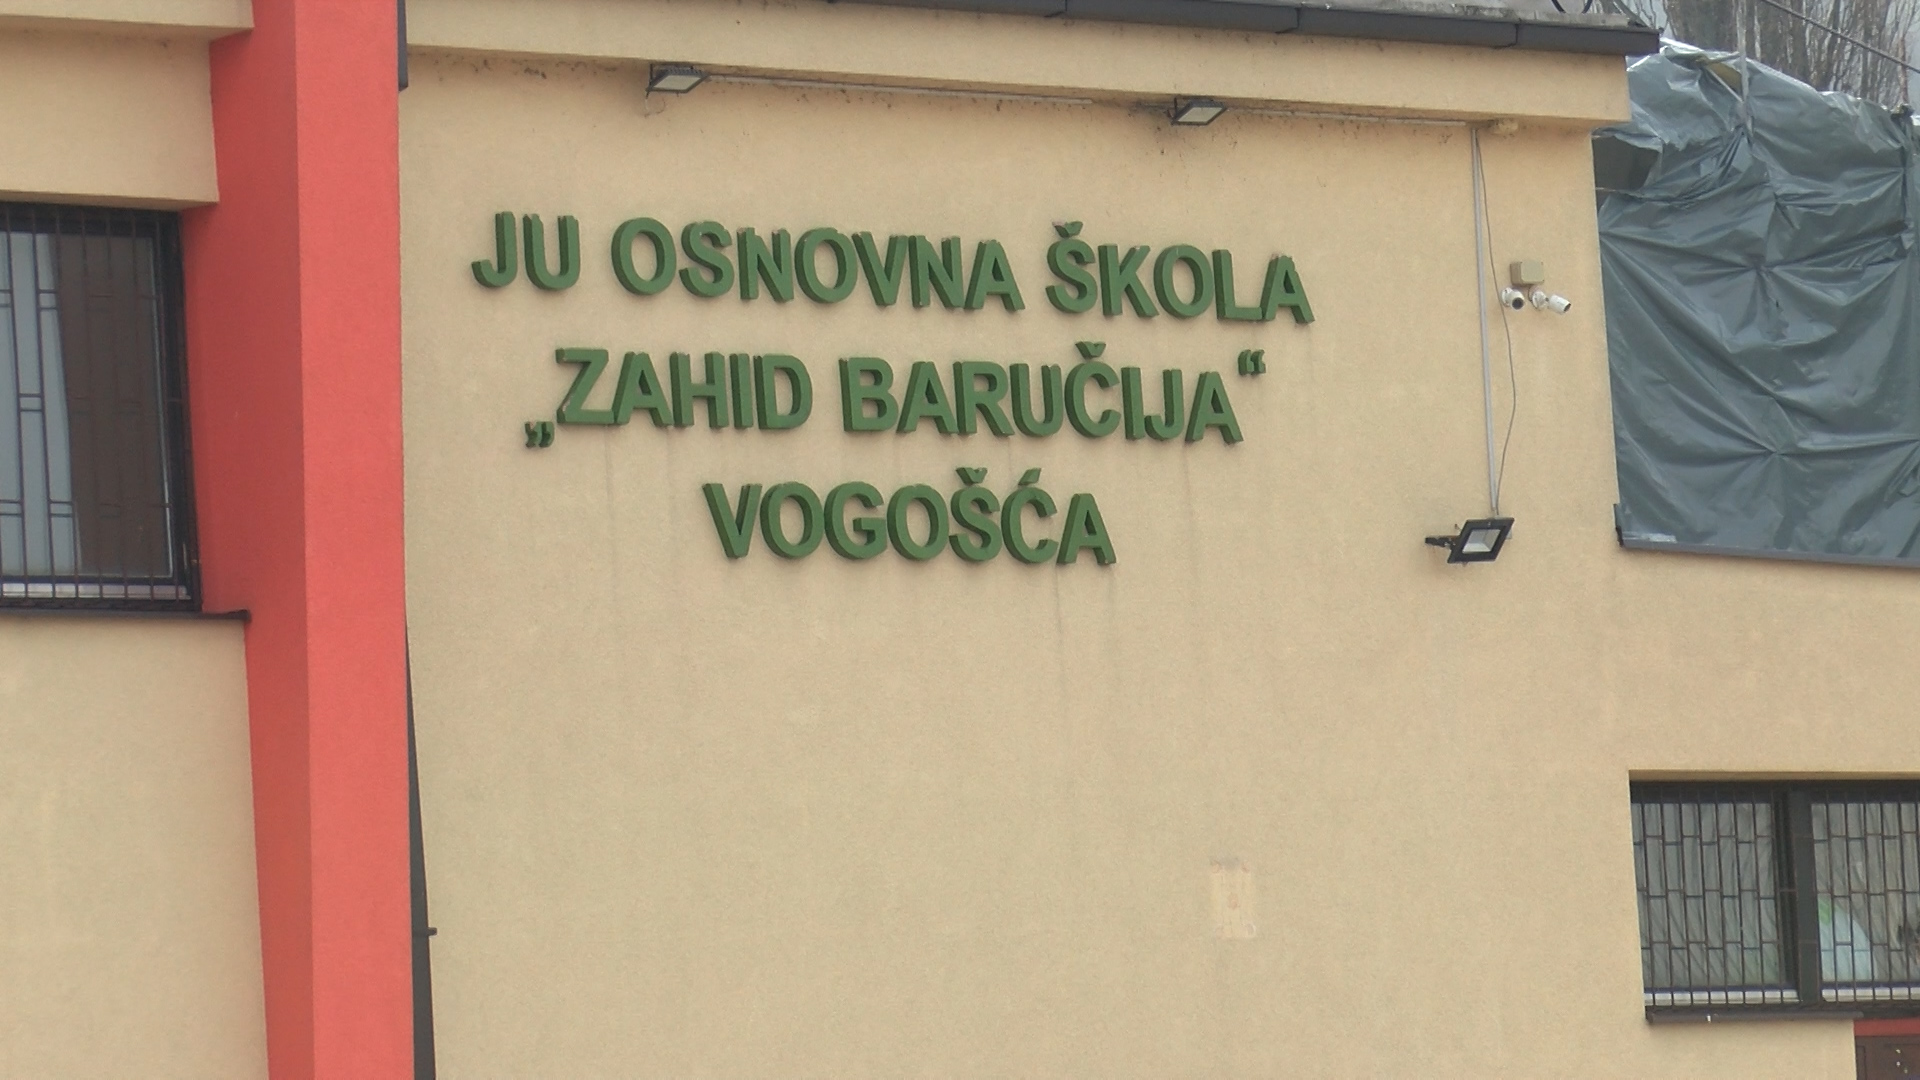 JU OSNOVNA ŠKOLA
„ZAHID BARUČIJA“
VOGOŠĆA